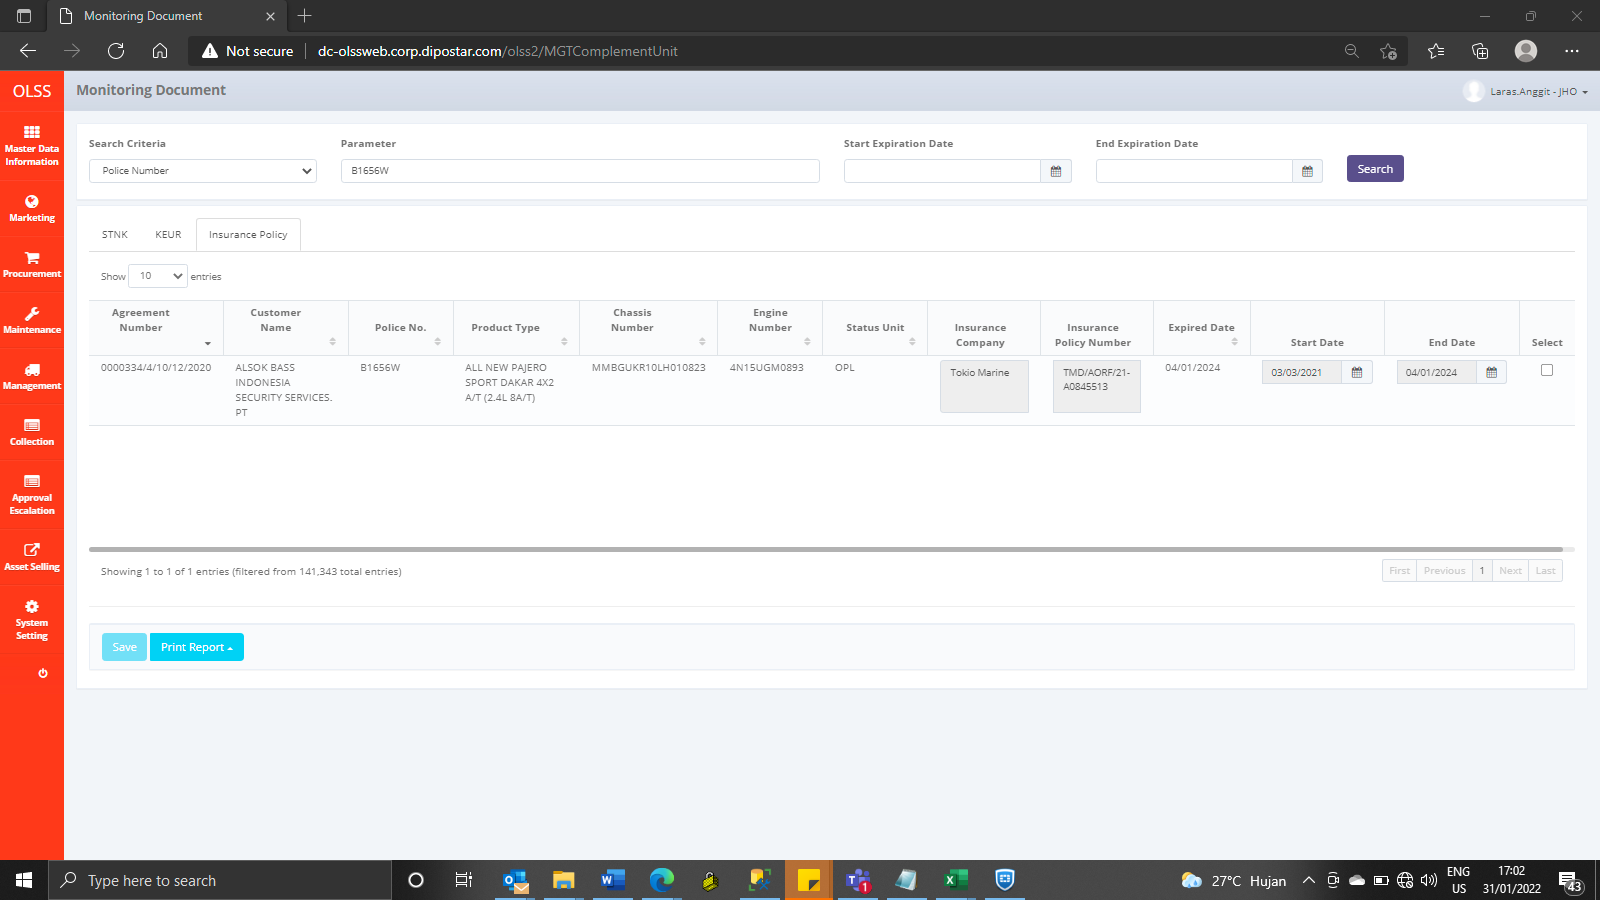 Monitoring Document
Not secure
dc-olssweb.corp.dipostar.com/olss2/MGTComplementUnit
OLSS
Monitoring Document
Laras.Anggit - JHO
Master Data
Information
Marketing
Procurement
Maintenance
Management
Collection
Approval
Escalation
Asset Selling
System
Setting
Search Criteria
Parameter
Start Expiration Date
End Expiration Date
Police Number
B1656W
Search
STNK
KEUR
Insurance Policy
Show 10 entries
Agreement Number
Customer Name
Police No.
Product Type
Chassis Number
Engine Number
Status Unit
Insurance Company
Insurance Policy Number
Expired Date
Start Date
End Date
Select
0000334/4/10/12/2020
ALSOK BASS
INDONESIA
SECURITY SERVICES.
PT
B1656W
ALL NEW PAJERO
SPORT DAKAR 4X2
A/T (2.4L 8A/T)
MMBGUKR10LH010823
4N15UGM0893
OPL
Tokio Marine
TMD/AORF/21-
A0845513
04/01/2024
03/03/2021
04/01/2024
Showing 1 to 1 of 1 entries (filtered from 141,343 total entries)
First
Previous
1
Next
Last
Save
Print Report
Type here to search
1
27°C Hujan
ENG
US
17:02
31/01/2022
43